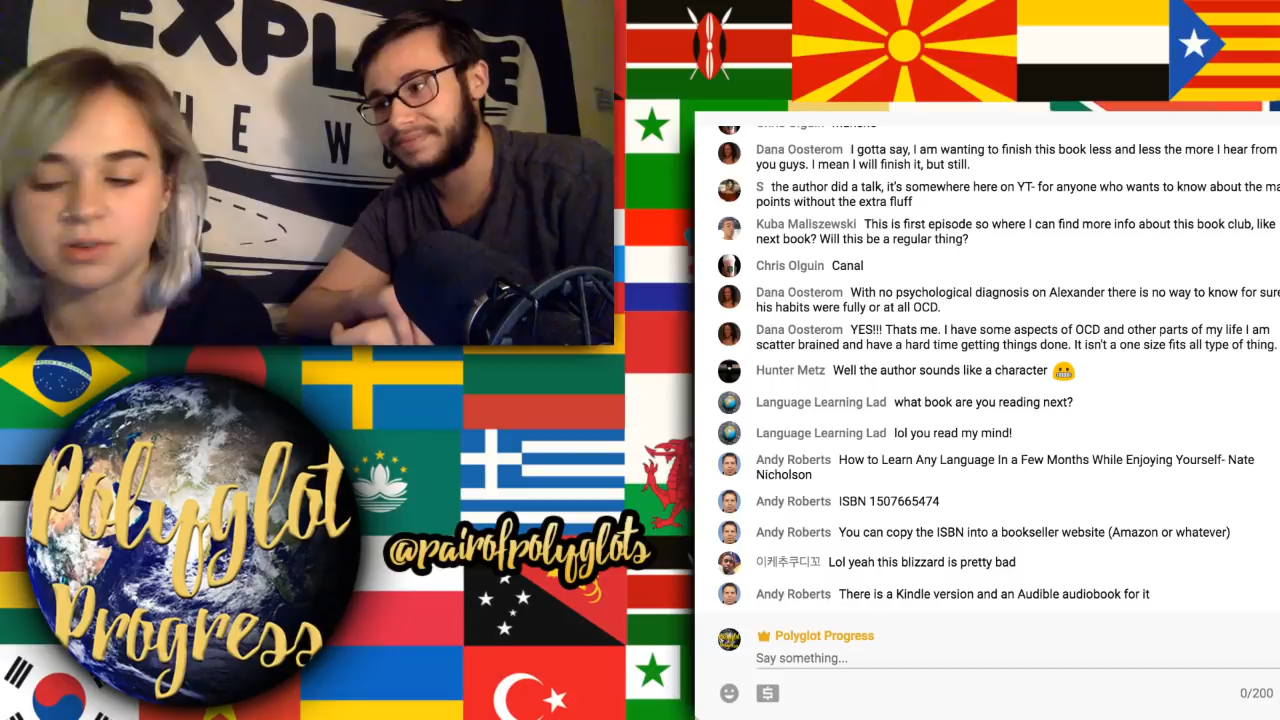 EXPL E
THE W
Polyglot
Progress
@pairofpolyglots
Dana Oosterom I gotta say, I am wanting to finish this book less and less the more I hear from
you guys. I mean I will finish it, but still.
S the author did a talk, it's somewhere here on YT- for anyone who wants to know about the ma
points without the extra fluff
Kuba Maliszewski This is first episode so where I can find more info about this book club, like
next book? Will this be a regular thing?
Chris Olguin Canal
Dana Oosterom With no psychological diagnosis on Alexander there is no way to know for sure
his habits were fully or at all OCD.
Dana Oosterom YES!!! Thats me. I have some aspects of OCD and other parts of my life I am
scatter brained and have a hard time getting things done. It isn't a one size fits all type of thing.
Hunter Metz Well the author sounds like a character 😬
Language Learning Lad what book are you reading next?
Language Learning Lad lol you read my mind!
Andy Roberts How to Learn Any Language In a Few Months While Enjoying Yourself- Nate
Nicholson
Andy Roberts ISBN 1507665474
Andy Roberts You can copy the ISBN into a bookseller website (Amazon or whatever)
이케추쿠디꼬 Lol yeah this blizzard is pretty bad
Andy Roberts There is a Kindle version and an Audible audiobook for it
Polyglot Progress
Say something...
0/200